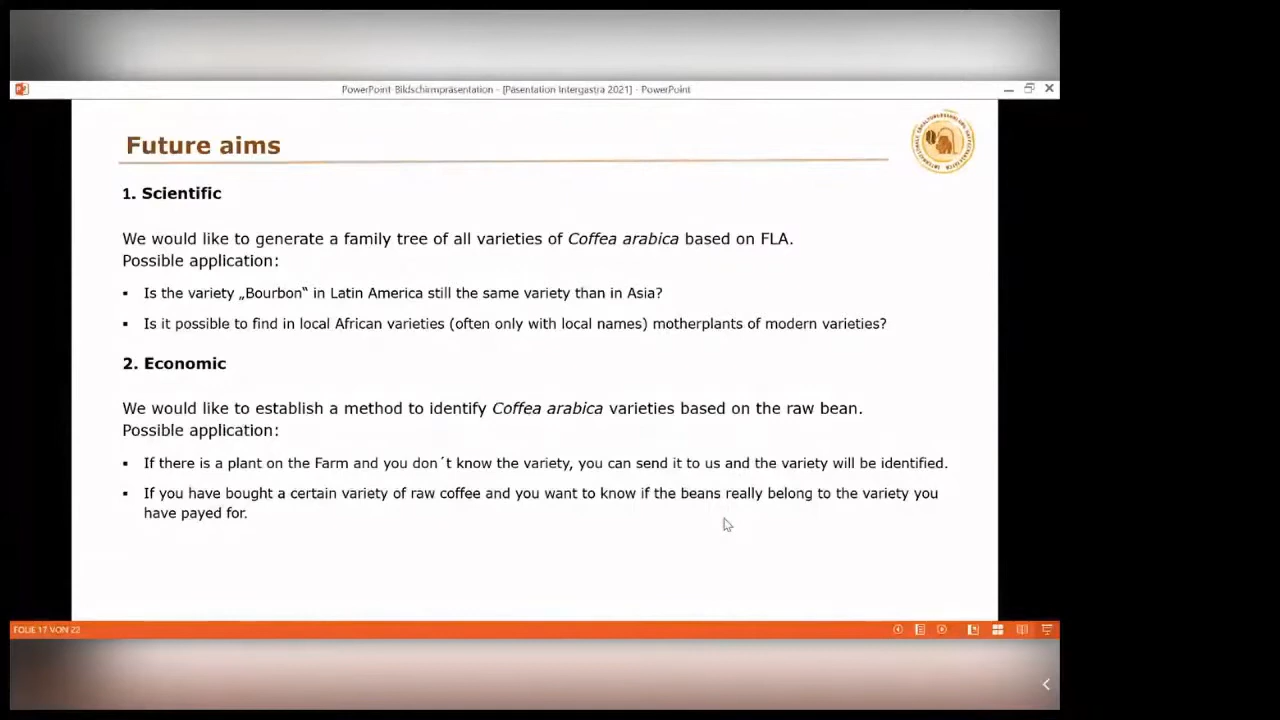 PowerPoint-Bildschirmpräsentation - [Päsentation Intergastra 2021] - PowerPoint
Future aims
1. Scientific
We would like to generate a family tree of all varieties of Coffea arabica based on FLA.
Possible application:
▪ Is the variety „Bourbon“ in Latin America still the same variety than in Asia?
▪ Is it possible to find in local African varieties (often only with local names) motherplants of modern varieties?
2. Economic
We would like to establish a method to identify Coffea arabica varieties based on the raw bean.
Possible application:
▪ If there is a plant on the Farm and you don´t know the variety, you can send it to us and the variety will be identified.
▪ If you have bought a certain variety of raw coffee and you want to know if the beans really belong to the variety you
have payed for.
FOLIE 17 VON 22